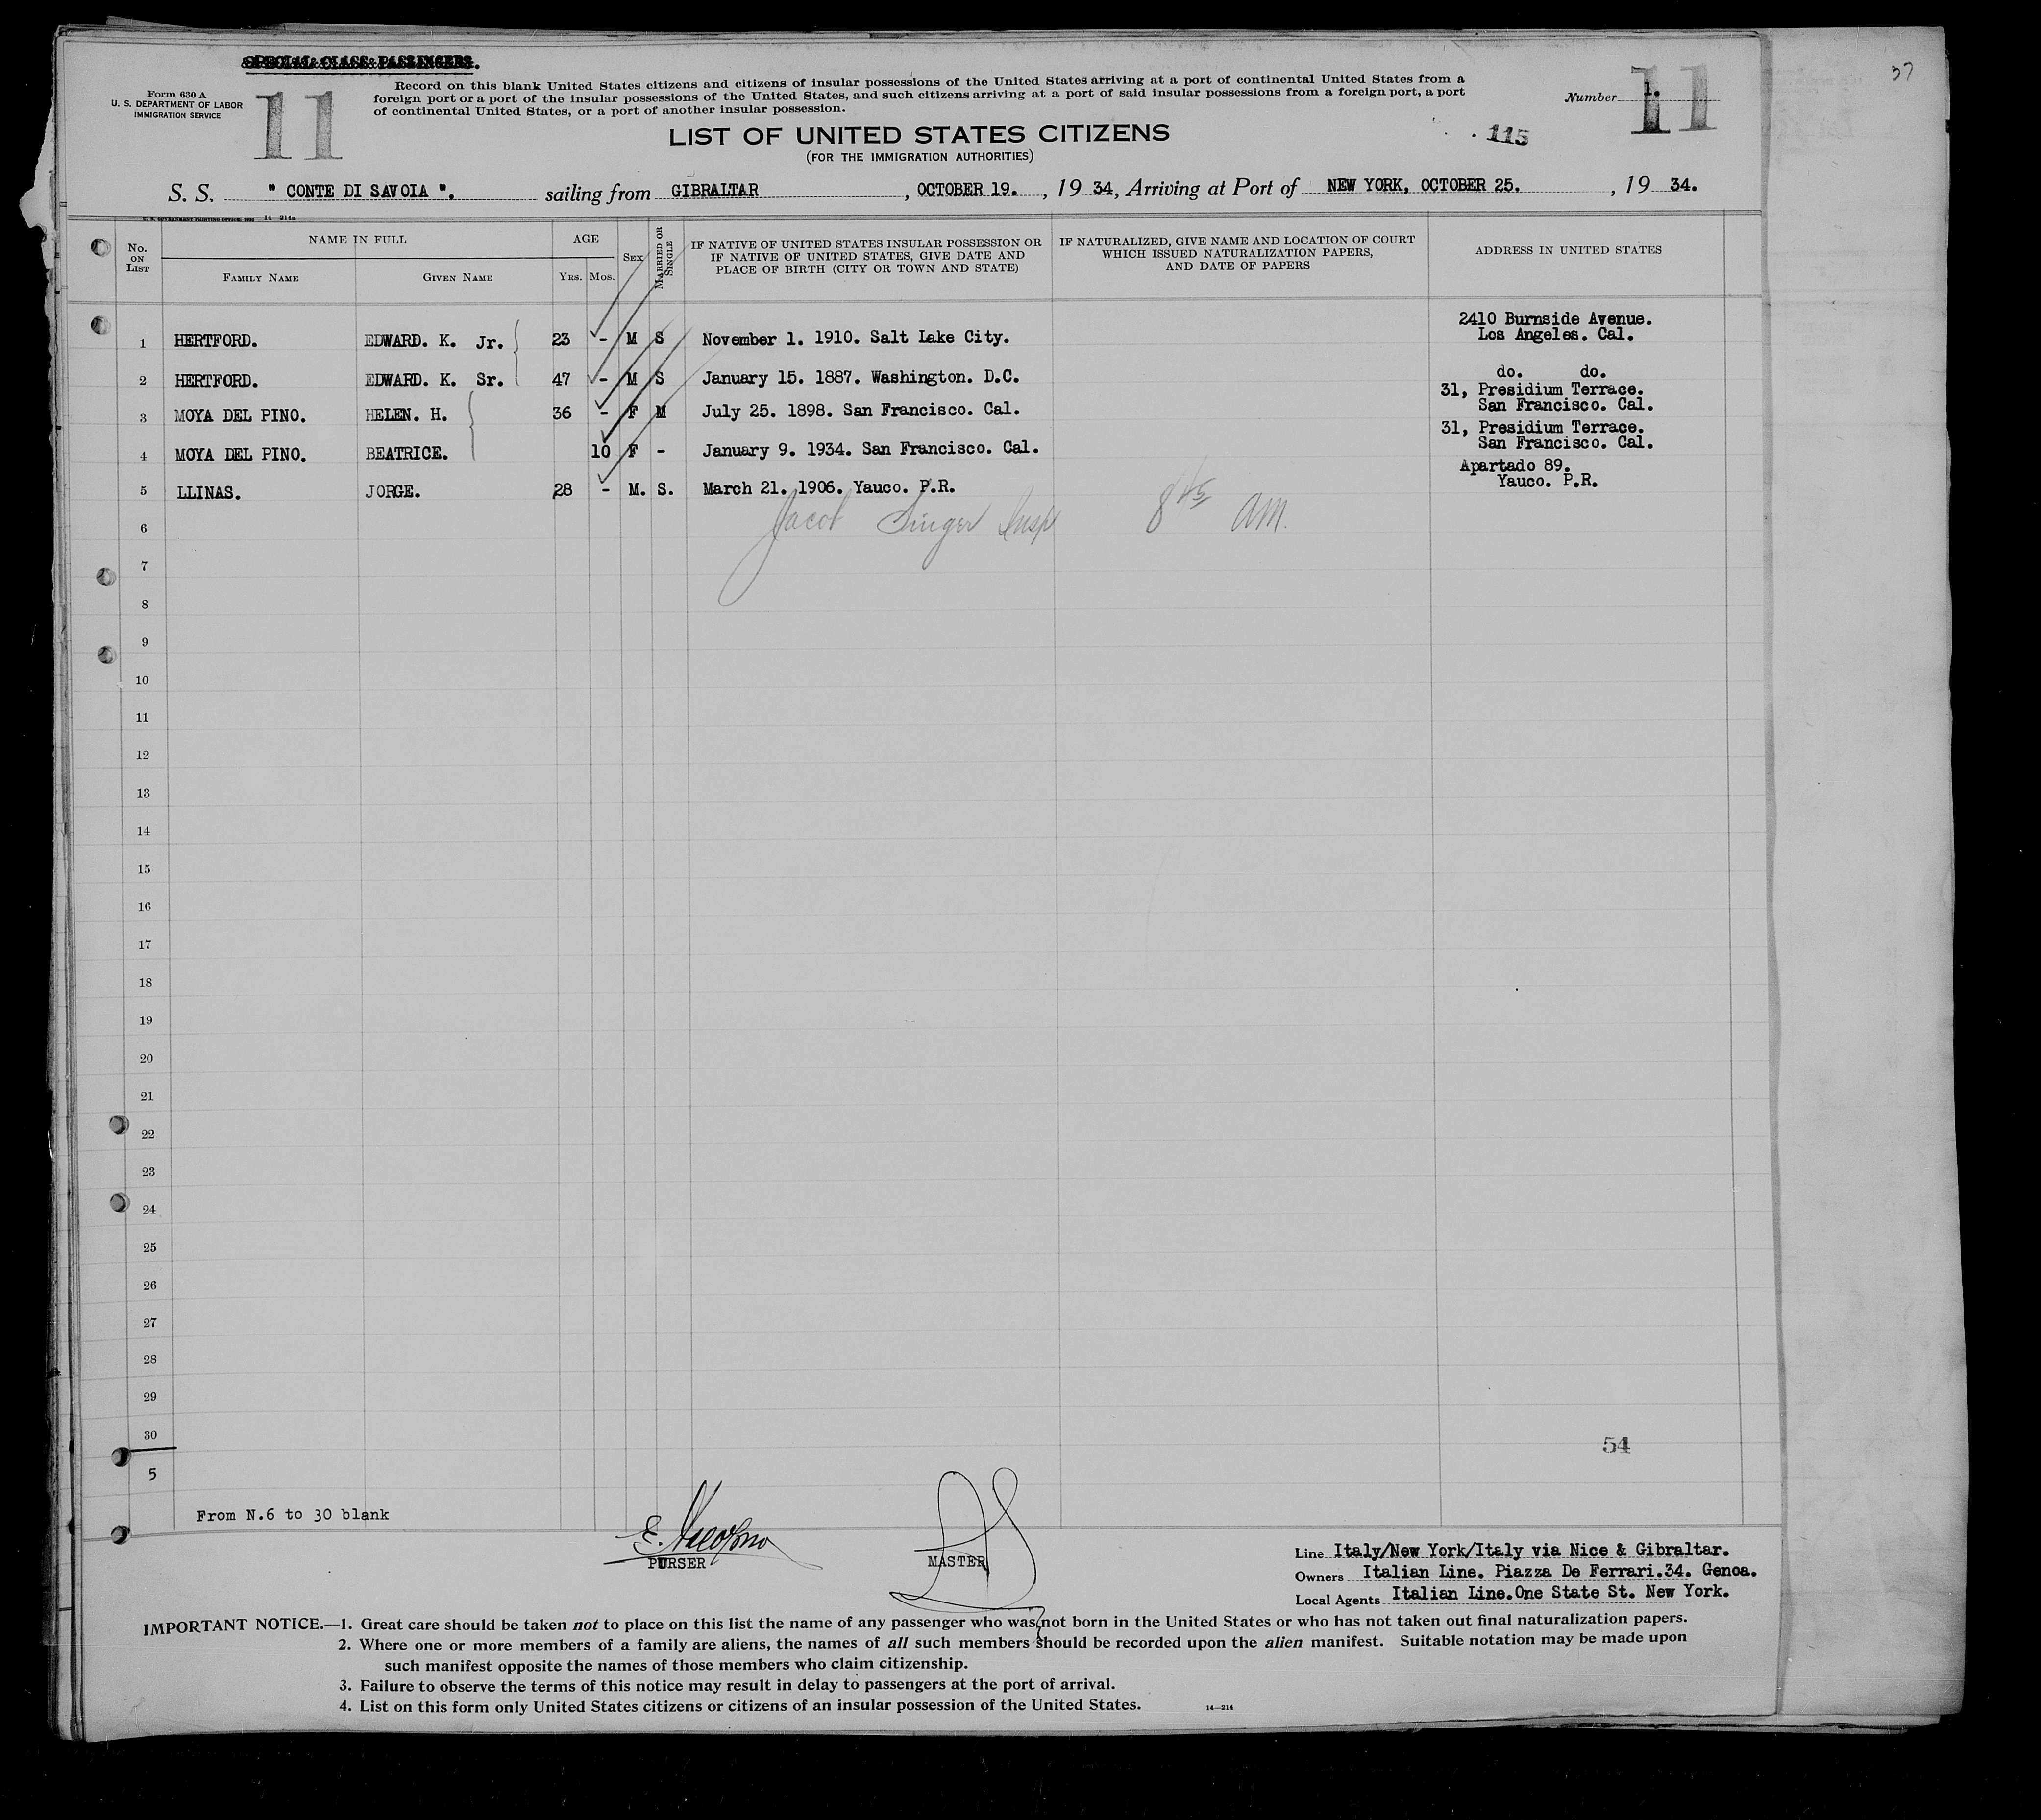 SPECIAL CLASS PASSENGERS.
37
Form 630 A
U. S. DEPARTMENT OF LABOR
IMMIGRATION SERVICE
11
Record on this blank United States citizens and citizens of insular possessions of the United States arriving at a port of continental United States from a
foreign port or a port of the insular possessions of the United States, and such citizens arriving at a port of said insular possessions from a foreign port, a port
of continental United States, or a port of another insular possession.
Number 1.
11
LIST OF UNITED STATES CITIZENS
(FOR THE IMMIGRATION AUTHORITIES)
115
S. S. " CONTE DI SAVOIA ". sailing from GIBRALTAR, OCTOBER 19., 19 34, Arriving at Port of NEW YORK, OCTOBER 25., 19 34.
U. S. GOVERNMENT PRINTING OFFICE: 14—214a
No. ON LIST NAME IN FULL AGE SEX MARRIED OR SINGLE IF NATIVE OF UNITED STATES INSULAR POSSESSION OR IF NATIVE OF UNITED STATES, GIVE DATE AND PLACE OF BIRTH (CITY OR TOWN AND STATE) IF NATURALIZED, GIVE NAME AND LOCATION OF COURT WHICH ISSUED NATURALIZATION PAPERS, AND DATE OF PAPERS ADDRESS IN UNITED STATES
FAMILY NAME GIVEN NAME YRS. MOS.
2410 Burnside Avenue.
1 HERTFORD. EDWARD. K. Jr. 23 - M S November 1. 1910. Salt Lake City. Los Angeles. Cal.
2 HERTFORD. EDWARD. K. Sr. 47 - M S January 15. 1887. Washington. D.C. do. do.
31, Presidium Terrace.
3 MOYA DEL PINO. HELEN. H. 36 - F M July 25. 1898. San Francisco. Cal. San Francisco. Cal.
31, Presidium Terrace.
4 MOYA DEL PINO. BEATRICE. 10 F - January 9. 1934. San Francisco. Cal. San Francisco. Cal.
Apartado 89.
5 LLINAS. JORGE. 28 - M. S. March 21. 1906. Yauco. P.R. Yauco. P.R.
6 Jacob Singer Insp 8 15 AM.
7
8
9
10
11
12
13
14
15
16
17
18
19
20
21
22
23
24
25
26
27
28
29
30
54
5
From N.6 to 30 blank
PURSER
MASTER
Line Italy/New York/Italy via Nice & Gibraltar.
Owners Italian Line. Piazza De Ferrari.34. Genoa.
Local Agents Italian Line.One State St. New York.
IMPORTANT NOTICE.—1. Great care should be taken not to place on this list the name of any passenger who was not born in the United States or who has not taken out final naturalization papers.
2. Where one or more members of a family are aliens, the names of all such members should be recorded upon the alien manifest. Suitable notation may be made upon
such manifest opposite the names of those members who claim citizenship.
3. Failure to observe the terms of this notice may result in delay to passengers at the port of arrival.
4. List on this form only United States citizens or citizens of an insular possession of the United States.
14—214